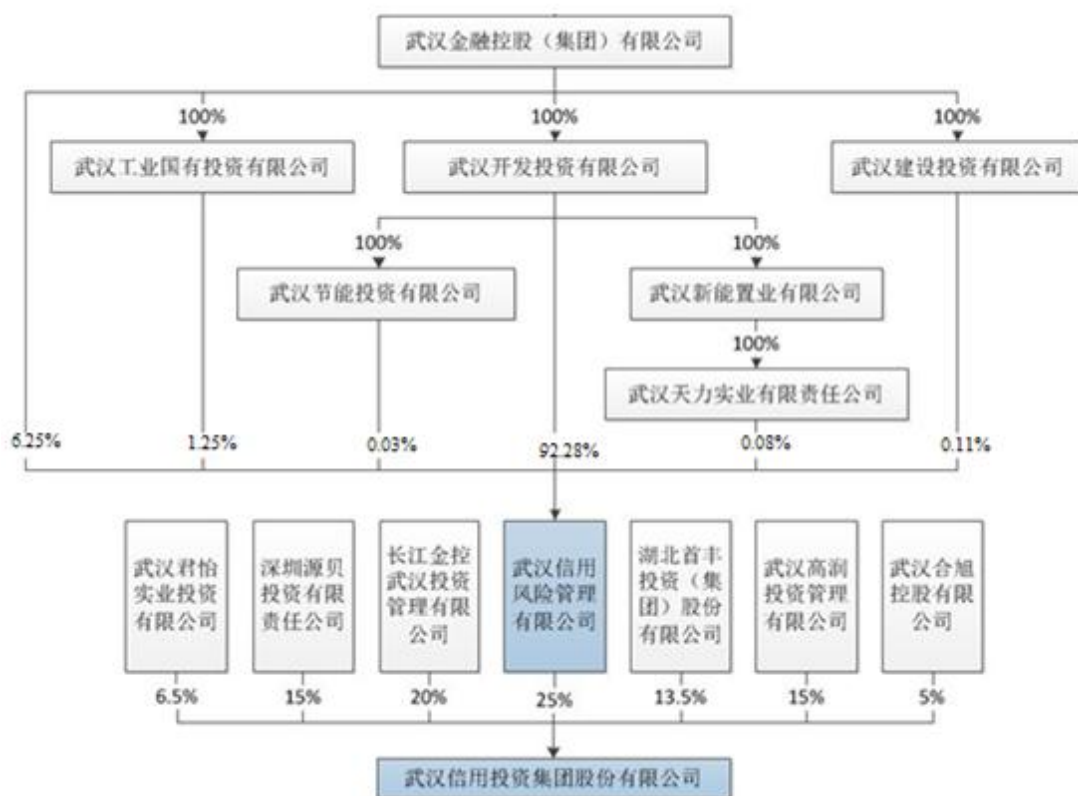 武汉金融控股（集团）有限公司
100%
100%
100%
武汉工业国有投资有限公司
武汉开发投资有限公司
武汉建设投资有限公司
100%
100%
武汉节能投资有限公司
武汉新能置业有限公司
100%
武汉天力实业有限责任公司
6.25%
1.25%
0.03%
92.28%
0.08%
0.11%
武汉君怡
实业投资
有限公司
深圳源贝
投资有限
责任公司
长江金控
武汉投资
管理有限
公司
武汉信用
风险管理
有限公司
湖北首丰
投资（集
团）股份
有限公司
武汉高润
投资管理
有限公司
武汉合旭
控股有限
公司
6.5%
15%
20%
25%
13.5%
15%
5%
武汉信用投资集团股份有限公司